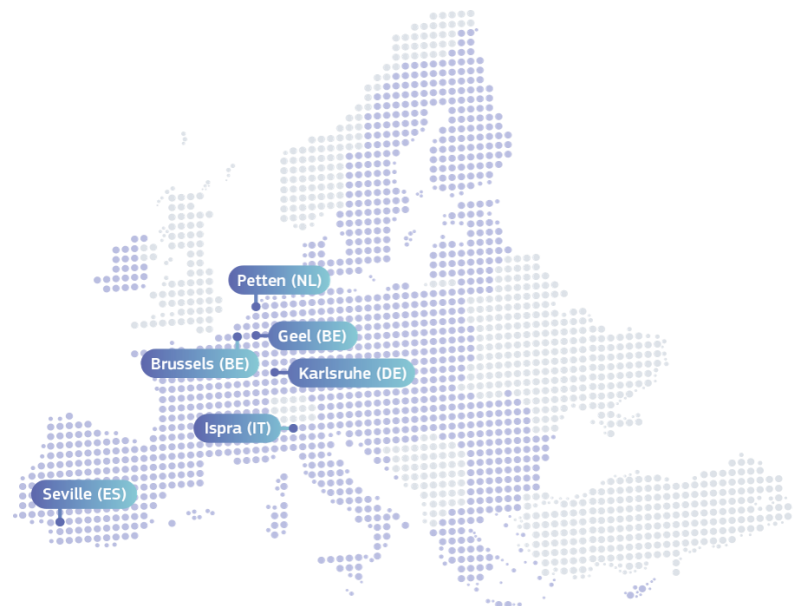 Petten (NL)
Geel (BE)
Brussels (BE)
Karlsruhe (DE)
Ispra (IT)
Seville (ES)